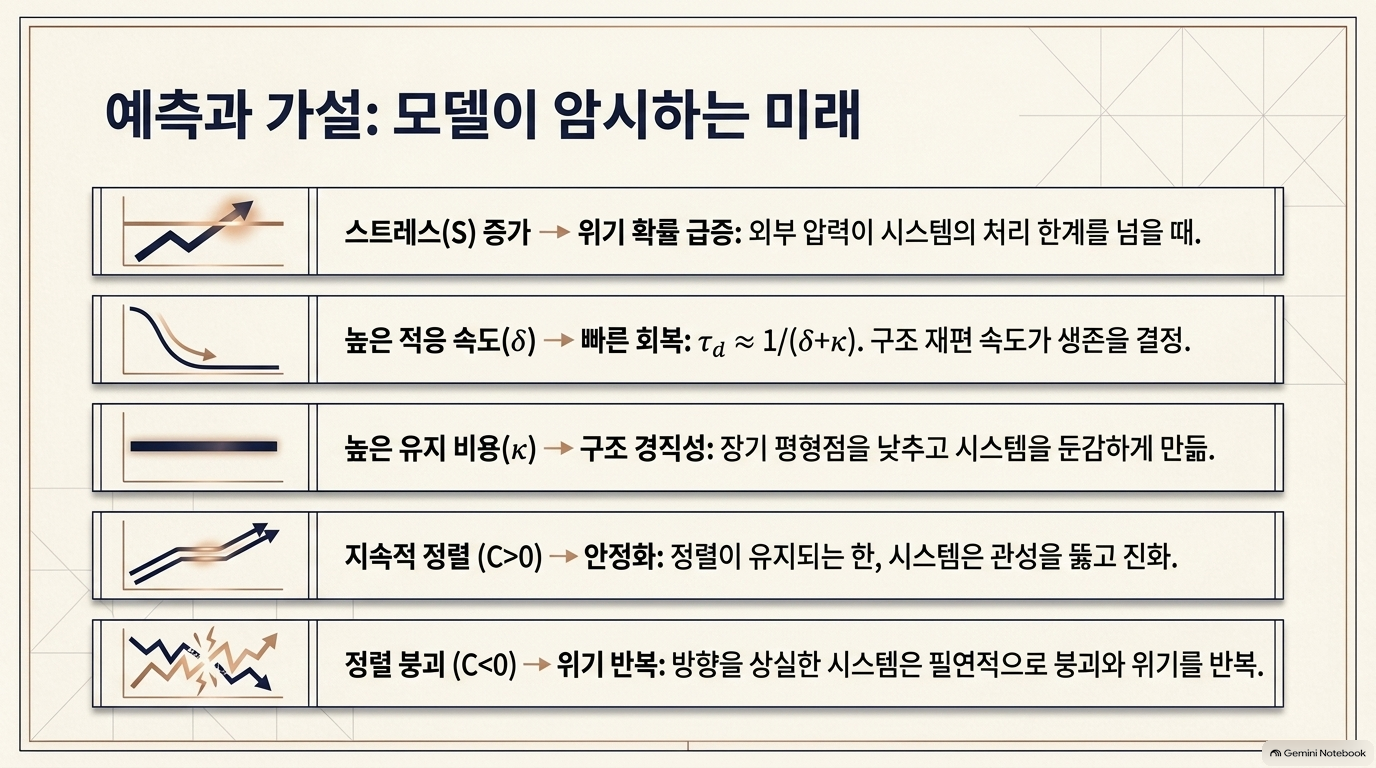 예측과 가설: 모델이 암시하는 미래
스트레스(S) 증가 → 위기 확률 급증: 외부 압력이 시스템의 처리 한계를 넘을 때.
높은 적응 속도(δ) → 빠른 회복: τ_d ≈ 1/(δ+κ). 구조 재편 속도가 생존을 결정.
높은 유지 비용(κ) → 구조 경직성: 장기 평형점을 낮추고 시스템을 둔감하게 만듦.
지속적 정렬 (C>0) → 안정화: 정렬이 유지되는 한, 시스템은 관성을 뚫고 진화.
정렬 붕괴 (C<0) → 위기 반복: 방향을 상실한 시스템은 필연적으로 붕괴와 위기를 반복.
Gemini Notebook